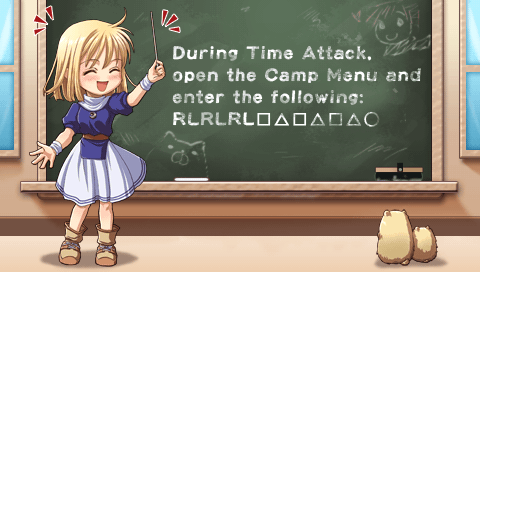 During Time Attack,
open the Camp Menu and
enter the following:
RLRLRL□△□△□△○